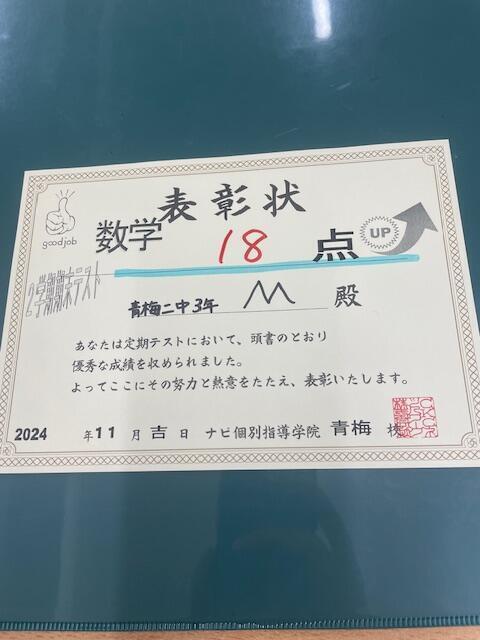 表彰状
good job
数学 18 点 UP
2学期期末テスト
青梅二中3年 M 殿
あなたは定期テストにおいて、頭書のとおり
優秀な成績を収められました。
よってここにその努力と熱意をたたえ、表彰いたします。
2024 年11月吉日 ナビ個別指導学院 青梅 校